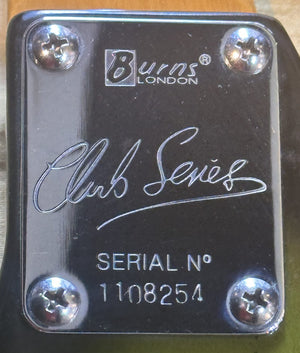 Burns®
LONDON
Club Series
SERIAL Nº
1108254